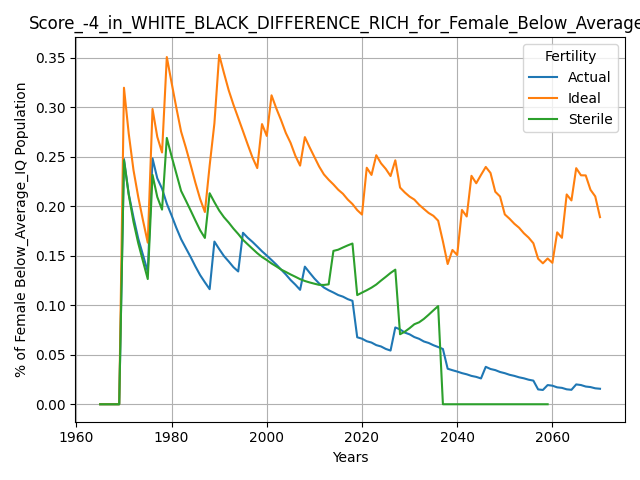 Score_-4_in_WHITE_BLACK_DIFFERENCE_RICH_for_Female_Below_Average
% of Female Below_Average_IQ Population
0.35
0.30
0.25
0.20
0.15
0.10
0.05
0.00
1960
1980
2000
2020
2040
2060
Years
Fertility
Actual
Ideal
Sterile